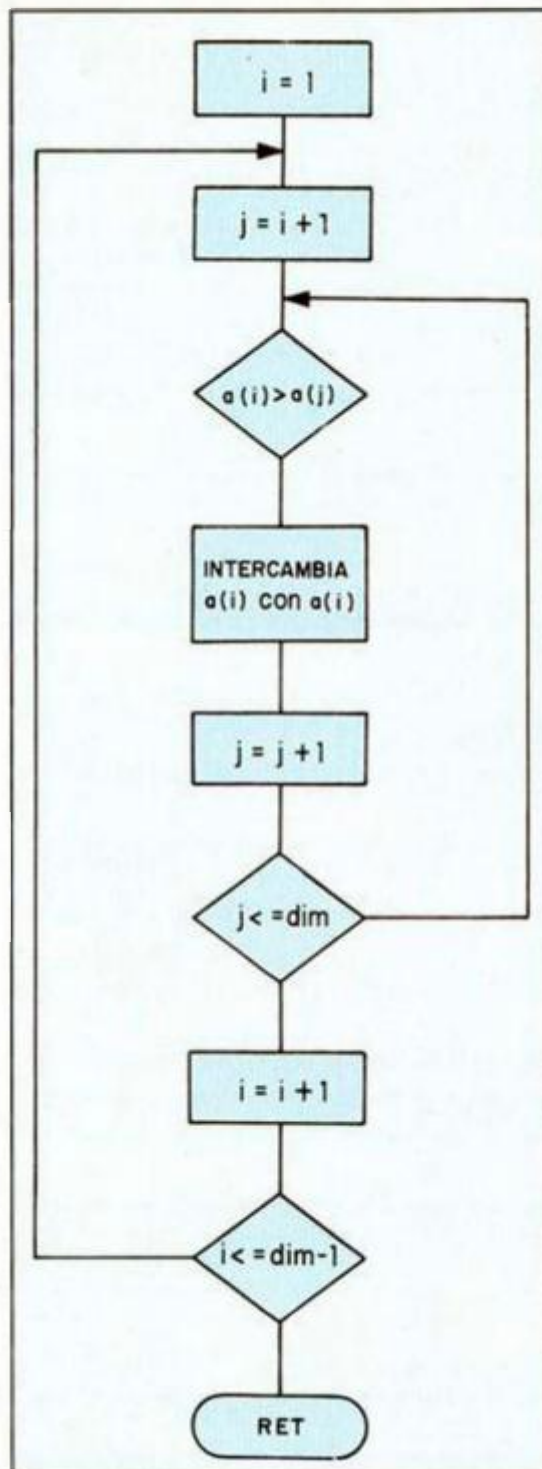 i = 1
j = i + 1
a(i)>a(j)
INTERCAMBIA
a(i) CON a(i)
j = j + 1
j<=dim
i = i + 1
i<=dim-1
RET